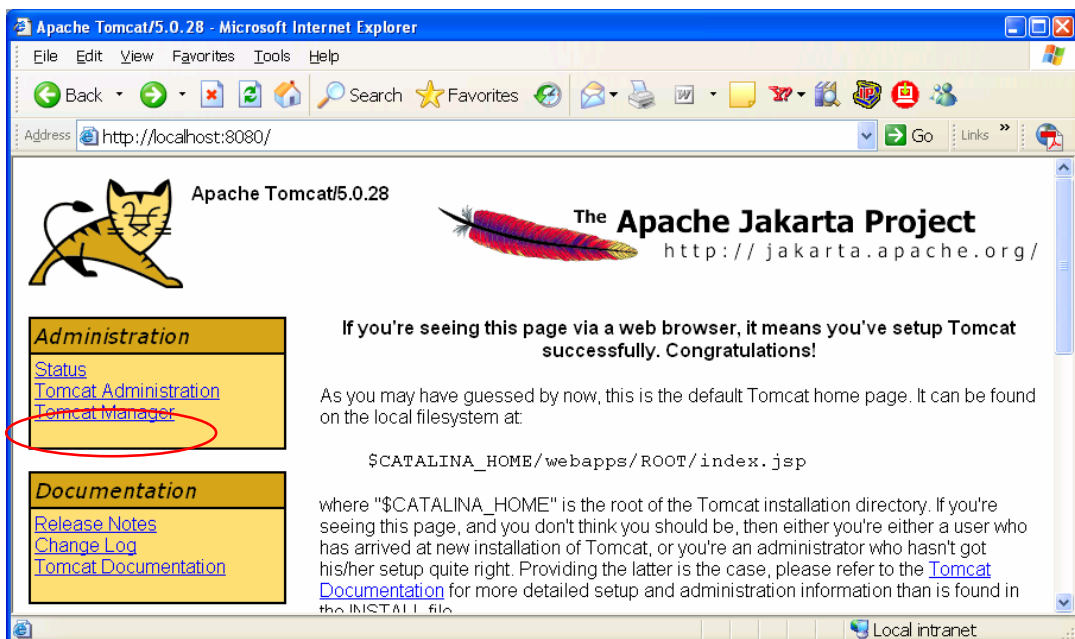 Apache Tomcat/5.0.28 - Microsoft Internet Explorer
File Edit View Favorites Tools Help
Back Search Favorites
Address http://localhost:8080/ Go Links »
Apache Tomcat/5.0.28
The Apache Jakarta Project
http://jakarta.apache.org/
Administration
Status
Tomcat Administration
Tomcat Manager
Documentation
Release Notes
Change Log
Tomcat Documentation
If you're seeing this page via a web browser, it means you've setup Tomcat
successfully. Congratulations!
As you may have guessed by now, this is the default Tomcat home page. It can be found
on the local filesystem at:
$CATALINA_HOME/webapps/ROOT/index.jsp
where "$CATALINA_HOME" is the root of the Tomcat installation directory. If you're
seeing this page, and you don't think you should be, then either you're either a user who
has arrived at new installation of Tomcat, or you're an administrator who hasn't got
his/her setup quite right. Providing the latter is the case, please refer to the Tomcat
Documentation for more detailed setup and administration information than is found in
the INSTALL file
Local intranet